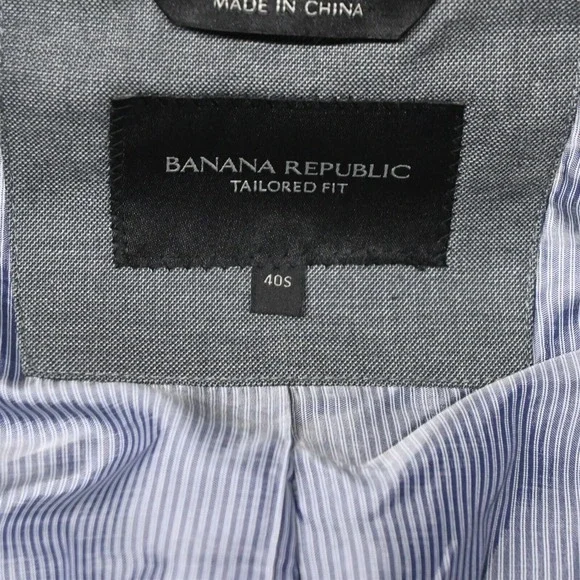 MADE IN CHINA
BANANA REPUBLIC
TAILORED FIT
40S